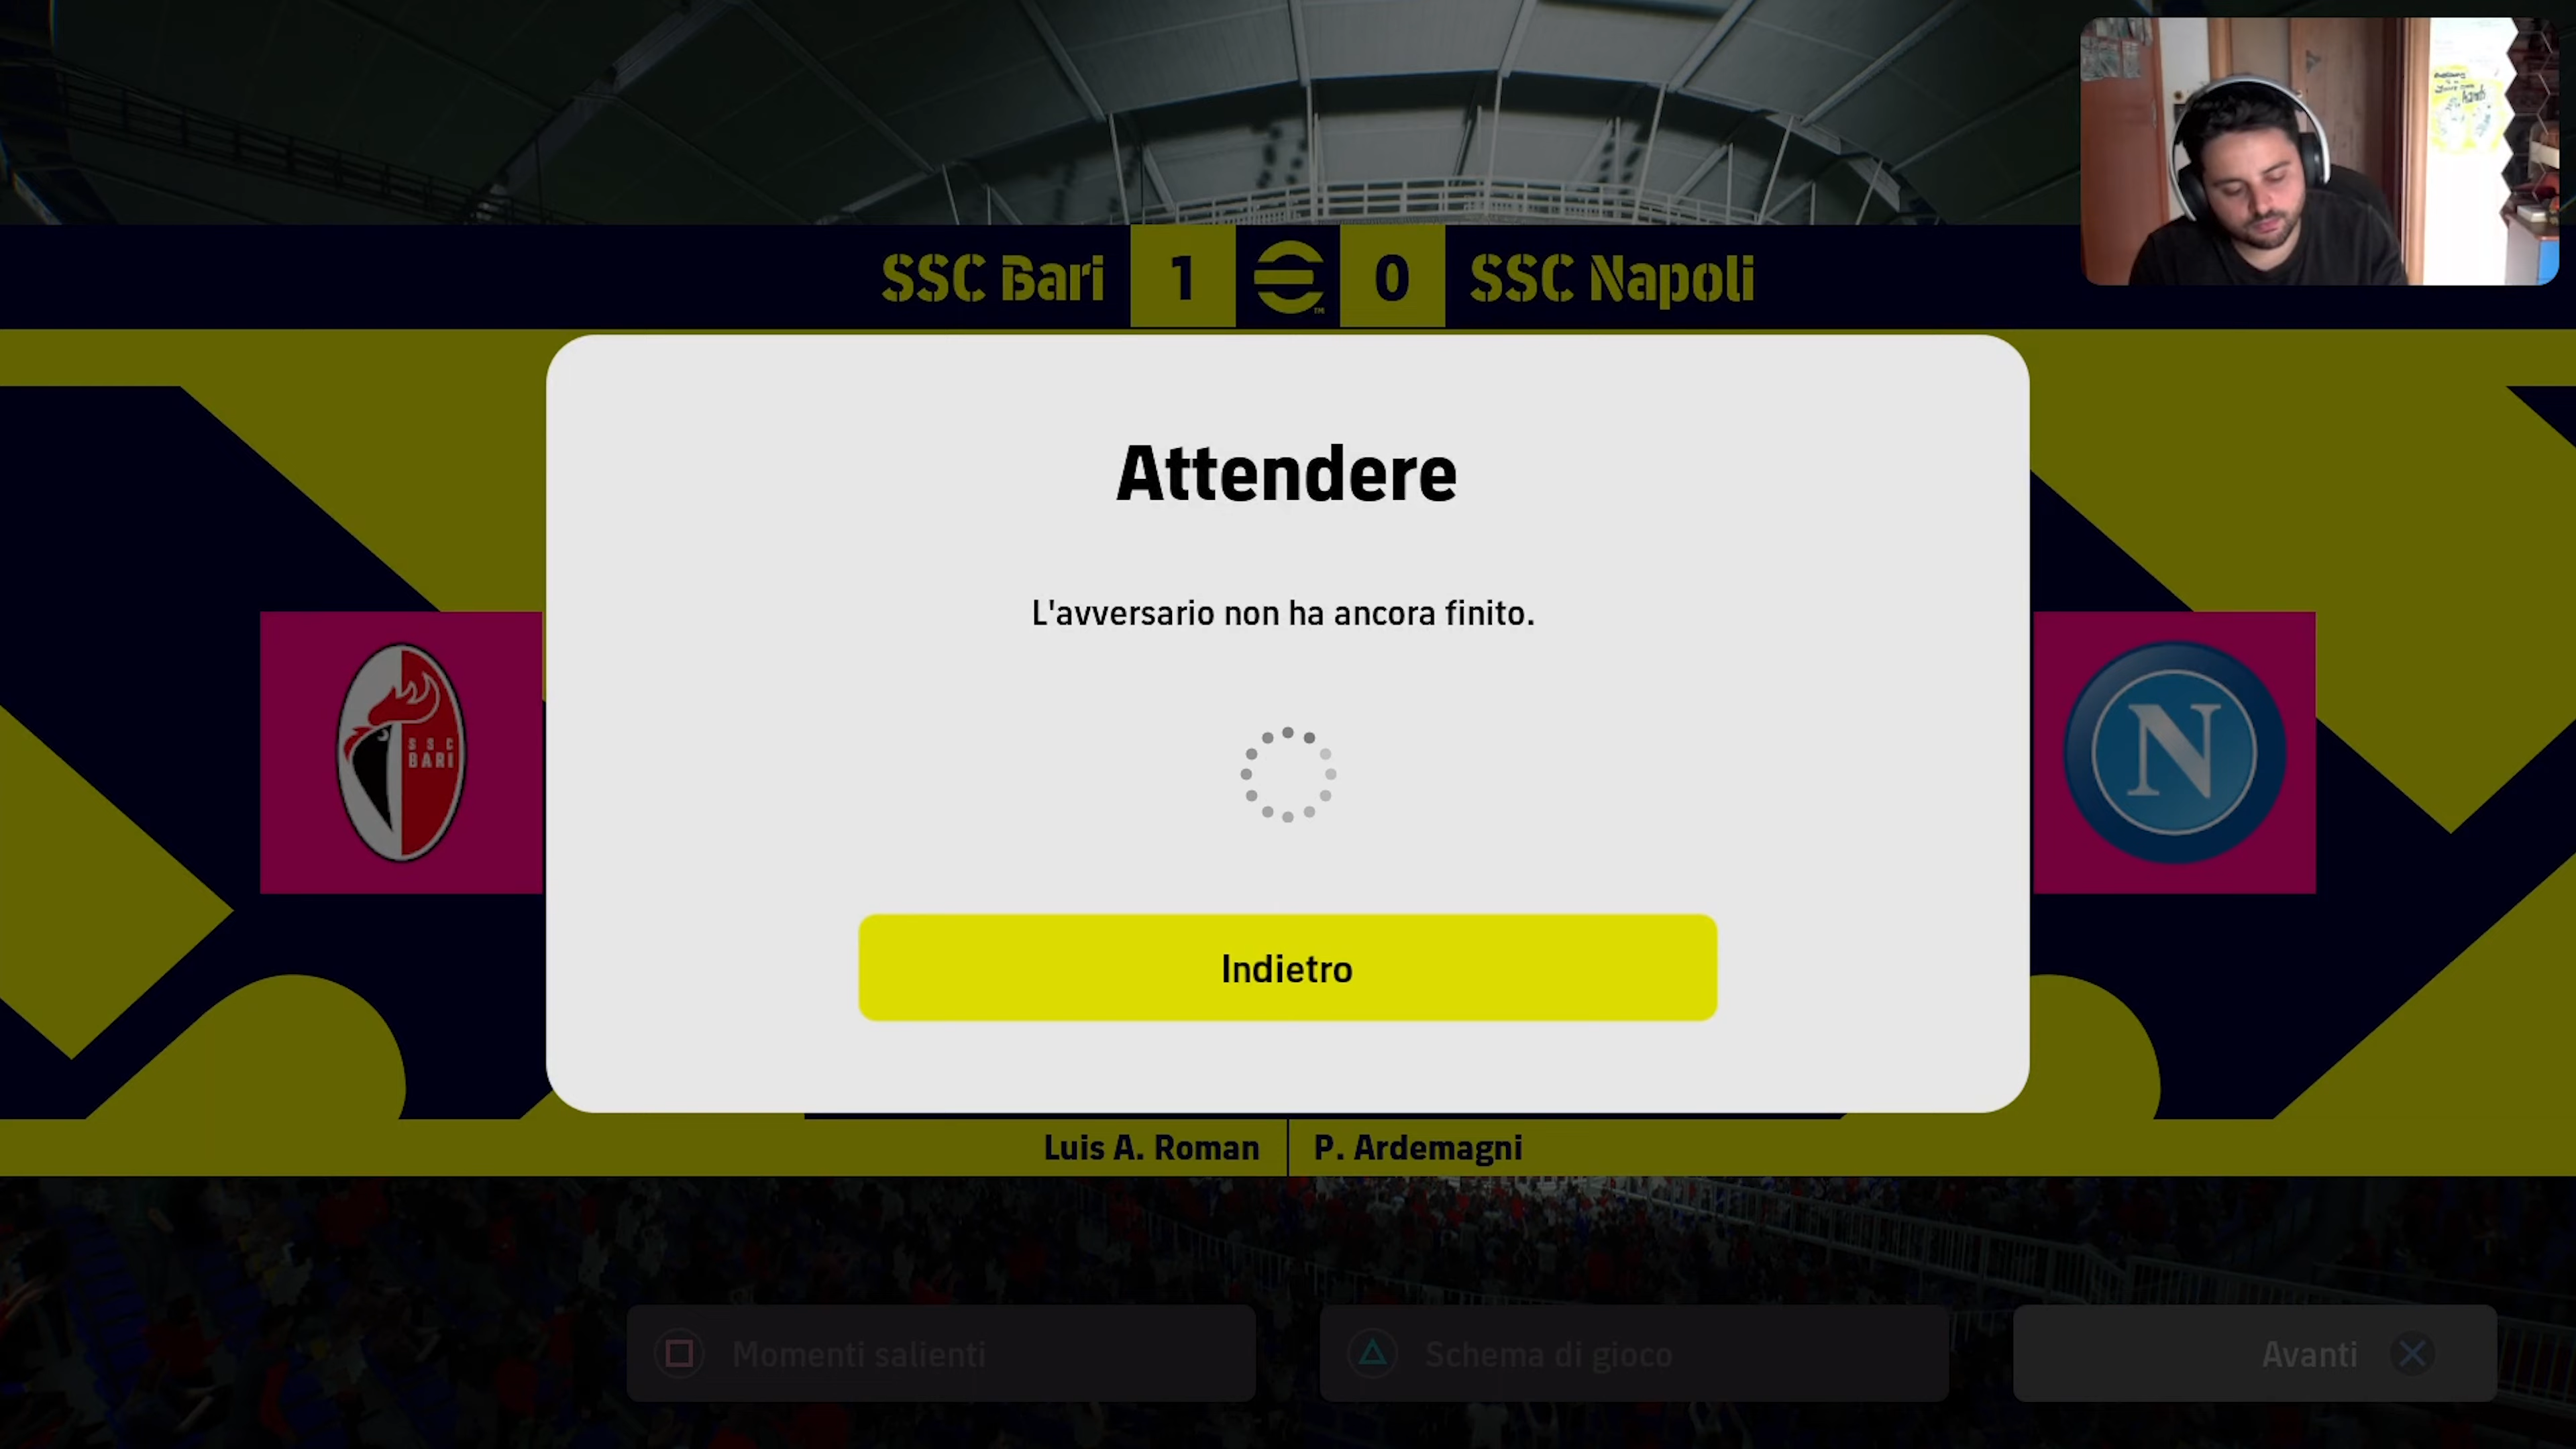 SSC Bari 1 0 SSC Napoli
Attendere
L'avversario non ha ancora finito.
SSC
BARI
N
Indietro
Luis A. Roman P. Ardemagni
Momenti salienti Schema di gioco Avanti